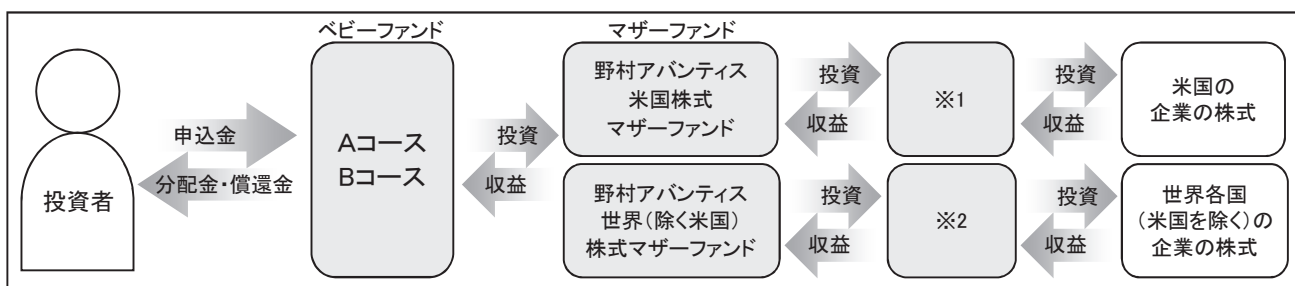 ベビーファンド
マザーファンド
投資者
申込金
分配金・償還金
Aコース
Bコース
投資
収益
野村アバンティス
米国株式
マザーファンド
投資
収益
※1
投資
収益
米国の
企業の株式
野村アバンティス
世界(除く米国)
株式マザーファンド
投資
収益
※2
投資
収益
世界各国
(米国を除く)の
企業の株式